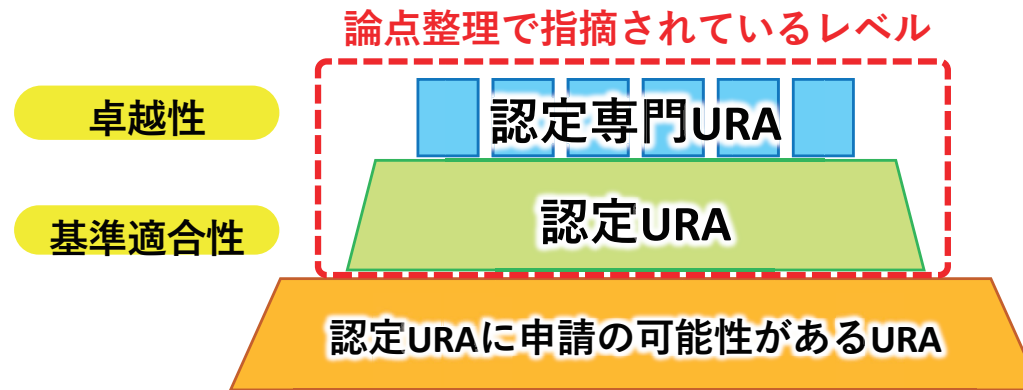 論点整理で指摘されているレベル
卓越性
認定専門URA
基準適合性
認定URA
認定URAに申請の可能性があるURA